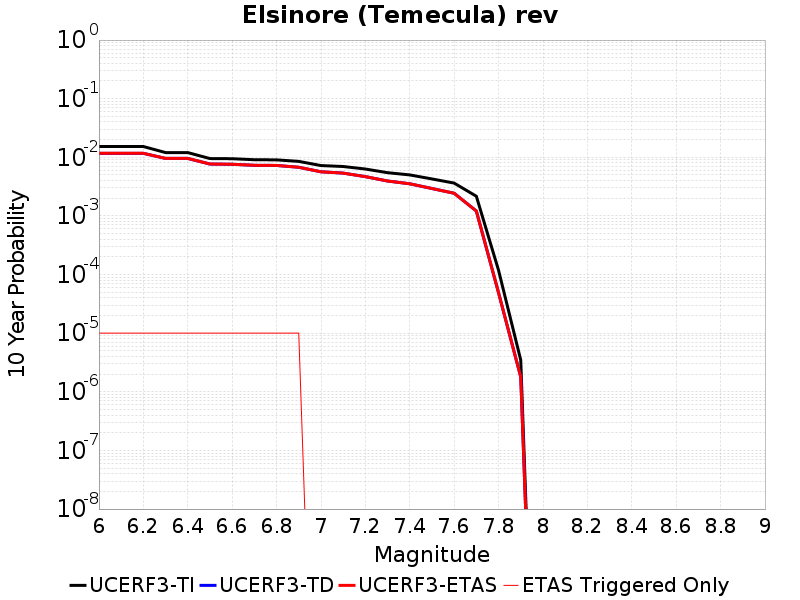 Elsinore (Temecula) rev
10^0
10^-1
10^-2
10^-3
10^-4
10^-5
10^-6
10^-7
10^-8
10 Year Probability
6 6.2 6.4 6.6 6.8 7 7.2 7.4 7.6 7.8 8 8.2 8.4 8.6 8.8 9
Magnitude
UCERF3-TI UCERF3-TD UCERF3-ETAS ETAS Triggered Only